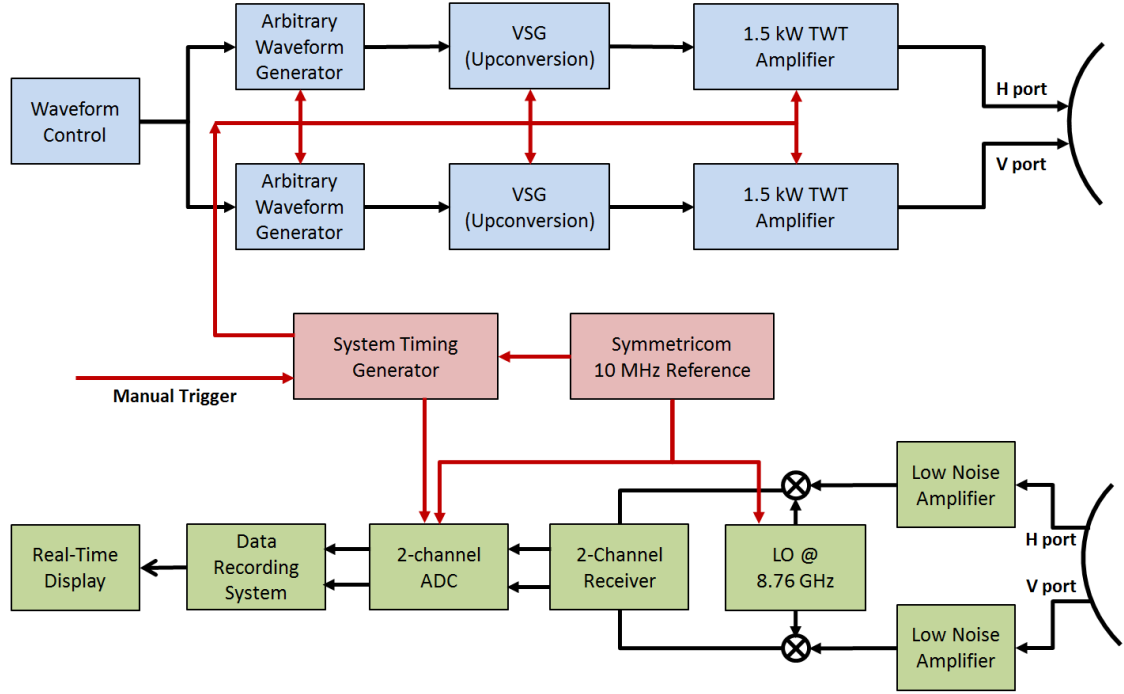 Arbitrary
Waveform
Generator
VSG
(Upconversion)
1.5 kW TWT
Amplifier
Waveform
Control
H port
V port
Arbitrary
Waveform
Generator
VSG
(Upconversion)
1.5 kW TWT
Amplifier
System Timing
Generator
Symmetricom
10 MHz Reference
Manual Trigger
Low Noise
Amplifier
H port
Real-Time
Display
Data
Recording
System
2-channel
ADC
2-Channel
Receiver
LO @
8.76 GHz
V port
Low Noise
Amplifier